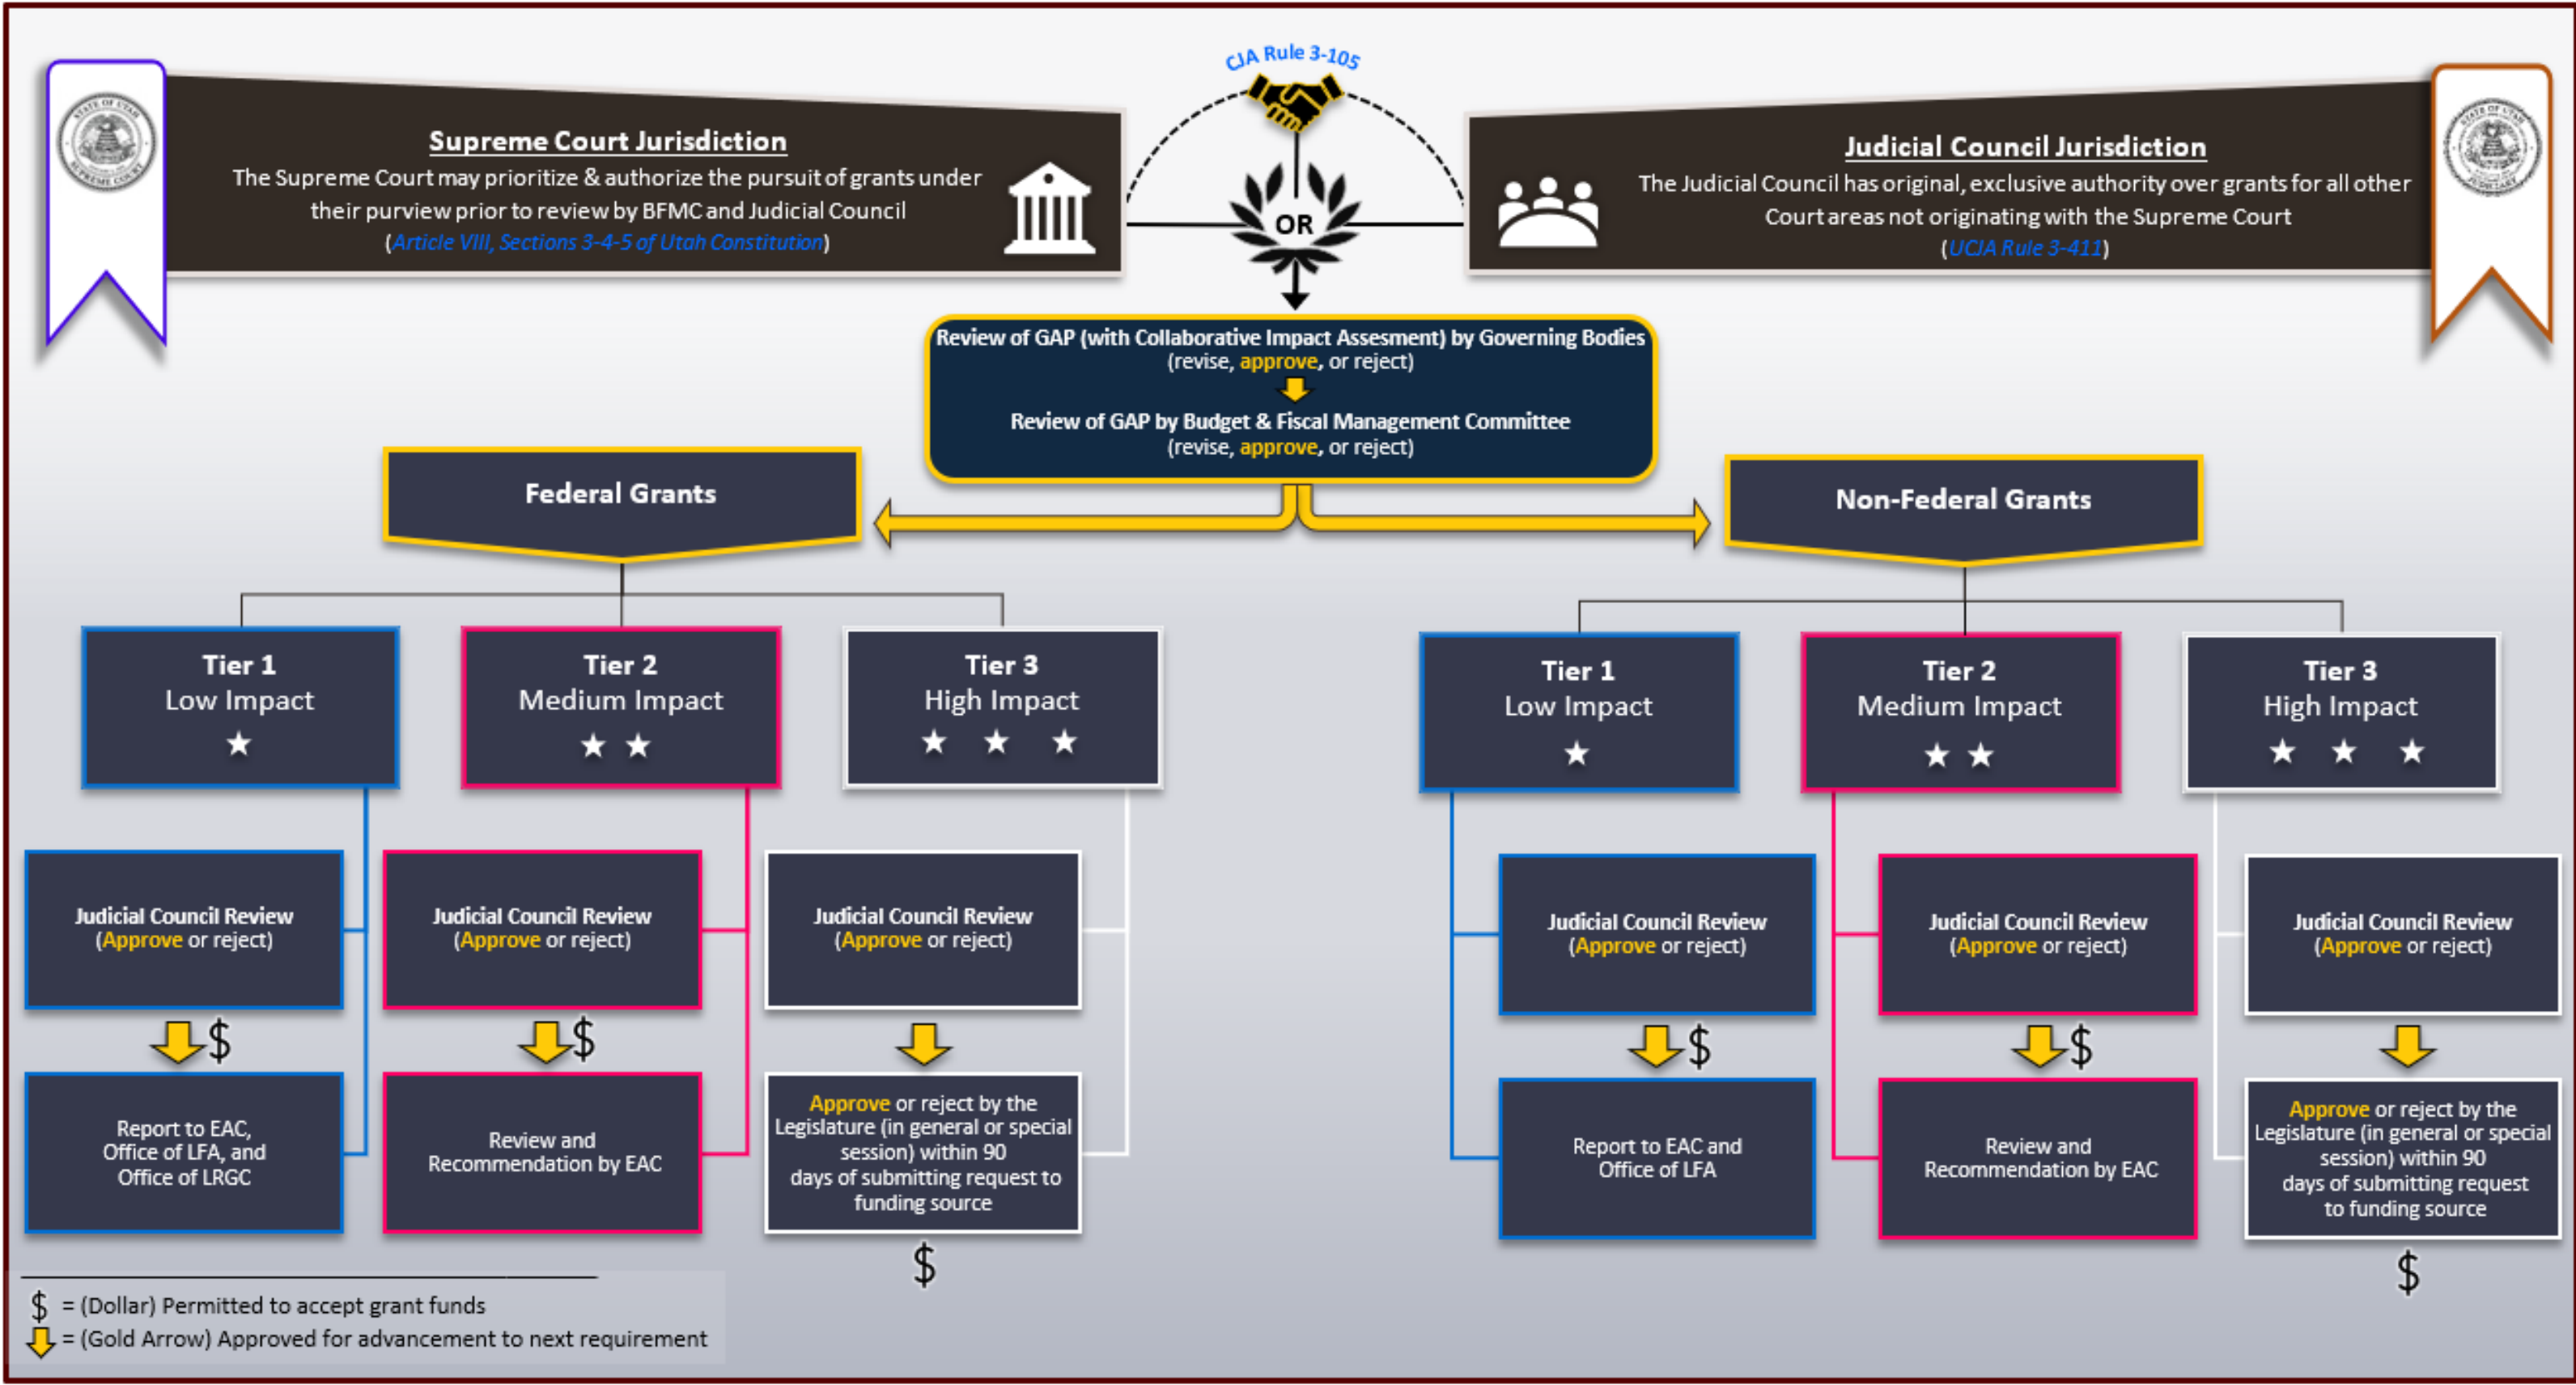 CJA Rule 3-105
STATE OF UTAH
SUPREME COURT
Supreme Court Jurisdiction
The Supreme Court may prioritize & authorize the pursuit of grants under
their purview prior to review by BFMC and Judicial Council
(Article VIII, Sections 3-4-5 of Utah Constitution)
OR
Judicial Council Jurisdiction
The Judicial Council has original, exclusive authority over grants for all other
Court areas not originating with the Supreme Court
(UCJA Rule 3-411)
STATE OF UTAH
JUDICIARY
Review of GAP (with Collaborative Impact Assesment) by Governing Bodies
(revise, approve, or reject)
Review of GAP by Budget & Fiscal Management Committee
(revise, approve, or reject)
Federal Grants
Tier 1
Low Impact
Tier 2
Medium Impact
Tier 3
High Impact
Judicial Council Review
(Approve or reject)
Judicial Council Review
(Approve or reject)
Judicial Council Review
(Approve or reject)
$
$
Report to EAC,
Office of LFA, and
Office of LRGC
Review and
Recommendation by EAC
Approve or reject by the
Legislature (in general or special
session) within 90
days of submitting request to
funding source
$
Non-Federal Grants
Tier 1
Low Impact
Tier 2
Medium Impact
Tier 3
High Impact
Judicial Council Review
(Approve or reject)
Judicial Council Review
(Approve or reject)
Judicial Council Review
(Approve or reject)
$
$
Report to EAC and
Office of LFA
Review and
Recommendation by EAC
Approve or reject by the
Legislature (in general or special
session) within 90
days of submitting request
to funding source
$
$ = (Dollar) Permitted to accept grant funds
= (Gold Arrow) Approved for advancement to next requirement